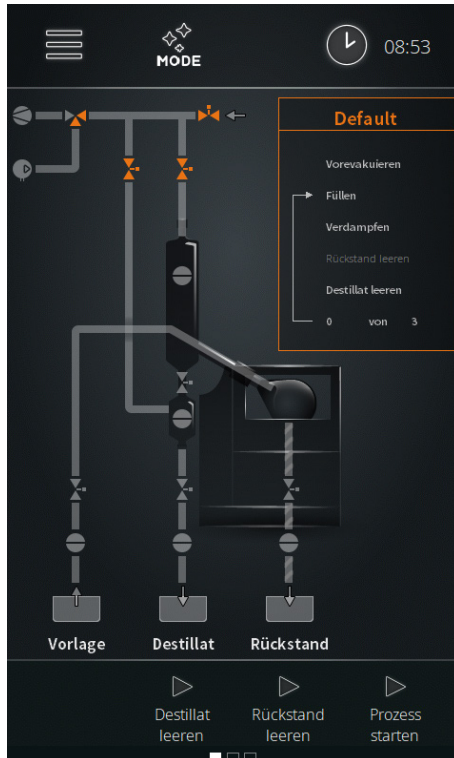 MODE
08:53
Default
Vorevakuieren
Füllen
Verdampfen
Rückstand leeren
Destillat leeren
0 von 3
Vorlage
Destillat
Rückstand
Destillat
leeren
Rückstand
leeren
Prozess
starten